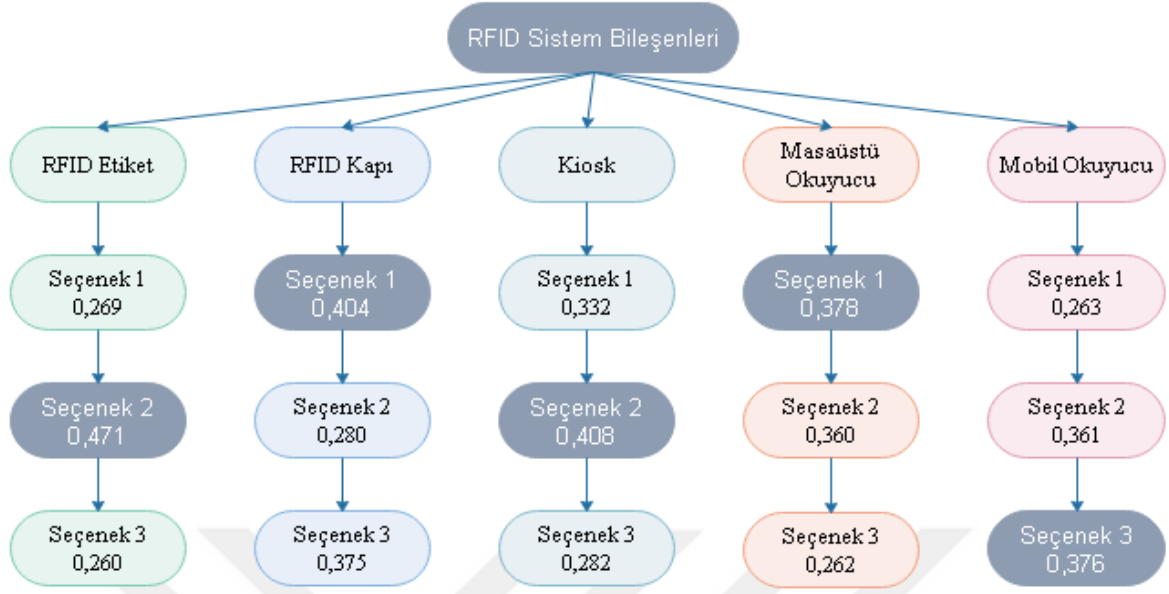 RFID Sistem Bileşenleri
RFID Etiket
RFID Kapı
Kiosk
Masaüstü
Okuyucu
Mobil Okuyucu
Seçenek 1
0,269
Seçenek 1
0,404
Seçenek 1
0,332
Seçenek 1
0,378
Seçenek 1
0,263
Seçenek 2
0,471
Seçenek 2
0,280
Seçenek 2
0,408
Seçenek 2
0,360
Seçenek 2
0,361
Seçenek 3
0,260
Seçenek 3
0,375
Seçenek 3
0,282
Seçenek 3
0,262
Seçenek 3
0,376